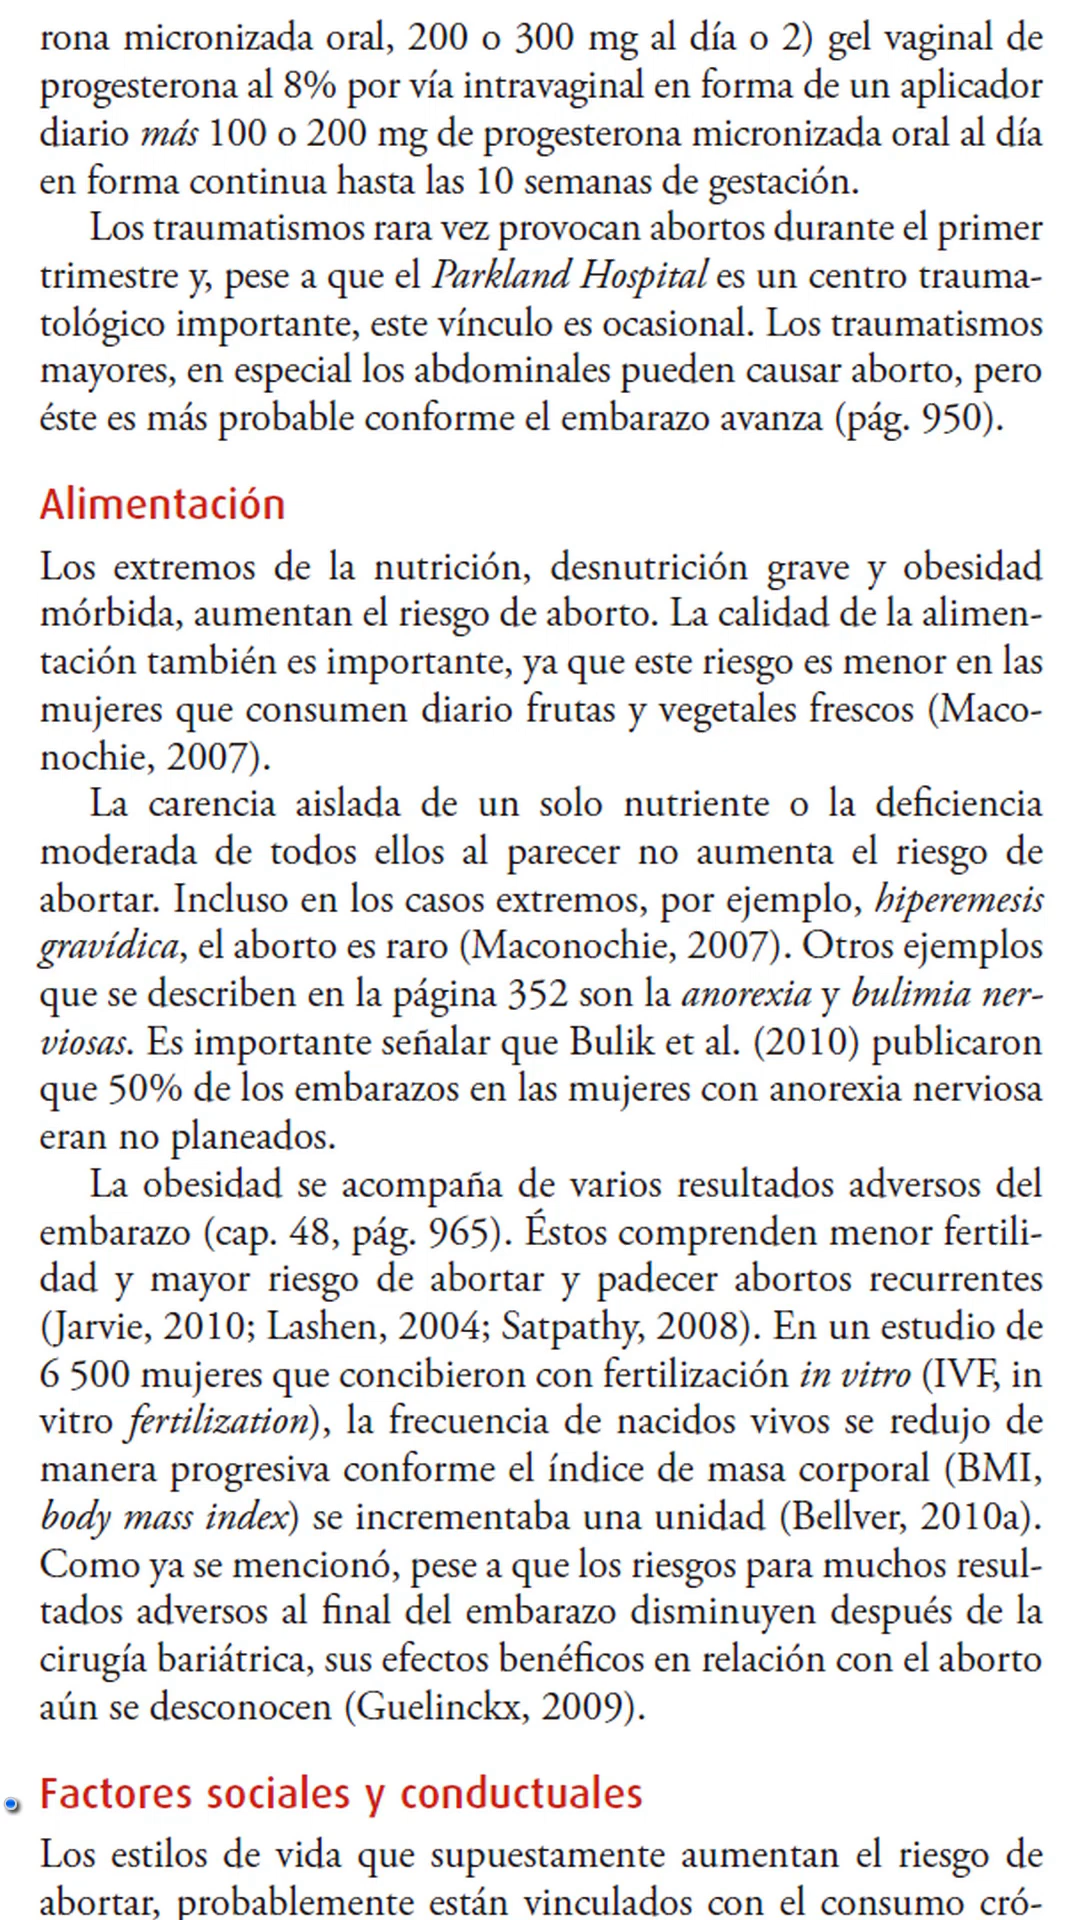 rona micronizada oral, 200 o 300 mg al día o 2) gel vaginal de
progesterona al 8% por vía intravaginal en forma de un aplicador
diario más 100 o 200 mg de progesterona micronizada oral al día
en forma continua hasta las 10 semanas de gestación.
Los traumatismos rara vez provocan abortos durante el primer
trimestre y, pese a que el Parkland Hospital es un centro trauma-
tológico importante, este vínculo es ocasional. Los traumatismos
mayores, en especial los abdominales pueden causar aborto, pero
éste es más probable conforme el embarazo avanza (pág. 950).
Alimentación
Los extremos de la nutrición, desnutrición grave y obesidad
mórbida, aumentan el riesgo de aborto. La calidad de la alimen-
tación también es importante, ya que este riesgo es menor en las
mujeres que consumen diario frutas y vegetales frescos (Maco-
nochie, 2007).
La carencia aislada de un solo nutriente o la deficiencia
moderada de todos ellos al parecer no aumenta el riesgo de
abortar. Incluso en los casos extremos, por ejemplo, hiperemesis
gravídica, el aborto es raro (Maconochie, 2007). Otros ejemplos
que se describen en la página 352 son la anorexia y bulimia ner-
viosas. Es importante señalar que Bulik et al. (2010) publicaron
que 50% de los embarazos en las mujeres con anorexia nerviosa
eran no planeados.
La obesidad se acompaña de varios resultados adversos del
embarazo (cap. 48, pág. 965). Éstos comprenden menor fertili-
dad y mayor riesgo de abortar y padecer abortos recurrentes
(Jarvie, 2010; Lashen, 2004; Satpathy, 2008). En un estudio de
6 500 mujeres que concibieron con fertilización in vitro (IVF, in
vitro fertilization), la frecuencia de nacidos vivos se redujo de
manera progresiva conforme el índice de masa corporal (BMI,
body mass index) se incrementaba una unidad (Bellver, 2010a).
Como ya se mencionó, pese a que los riesgos para muchos resul-
tados adversos al final del embarazo disminuyen después de la
cirugía bariátrica, sus efectos benéficos en relación con el aborto
aún se desconocen (Guelinckx, 2009).
Factores sociales y conductuales
Los estilos de vida que supuestamente aumentan el riesgo de
abortar, probablemente están vinculados con el consumo cró-